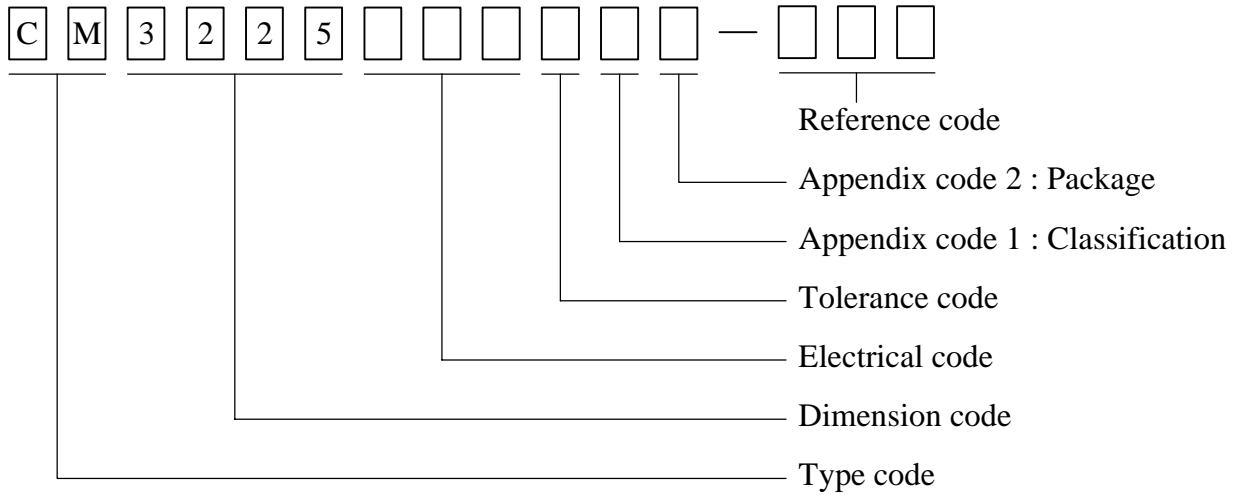 C M 3 2 2 5 —
Reference code
Appendix code 2 : Package
Appendix code 1 : Classification
Tolerance code
Electrical code
Dimension code
Type code